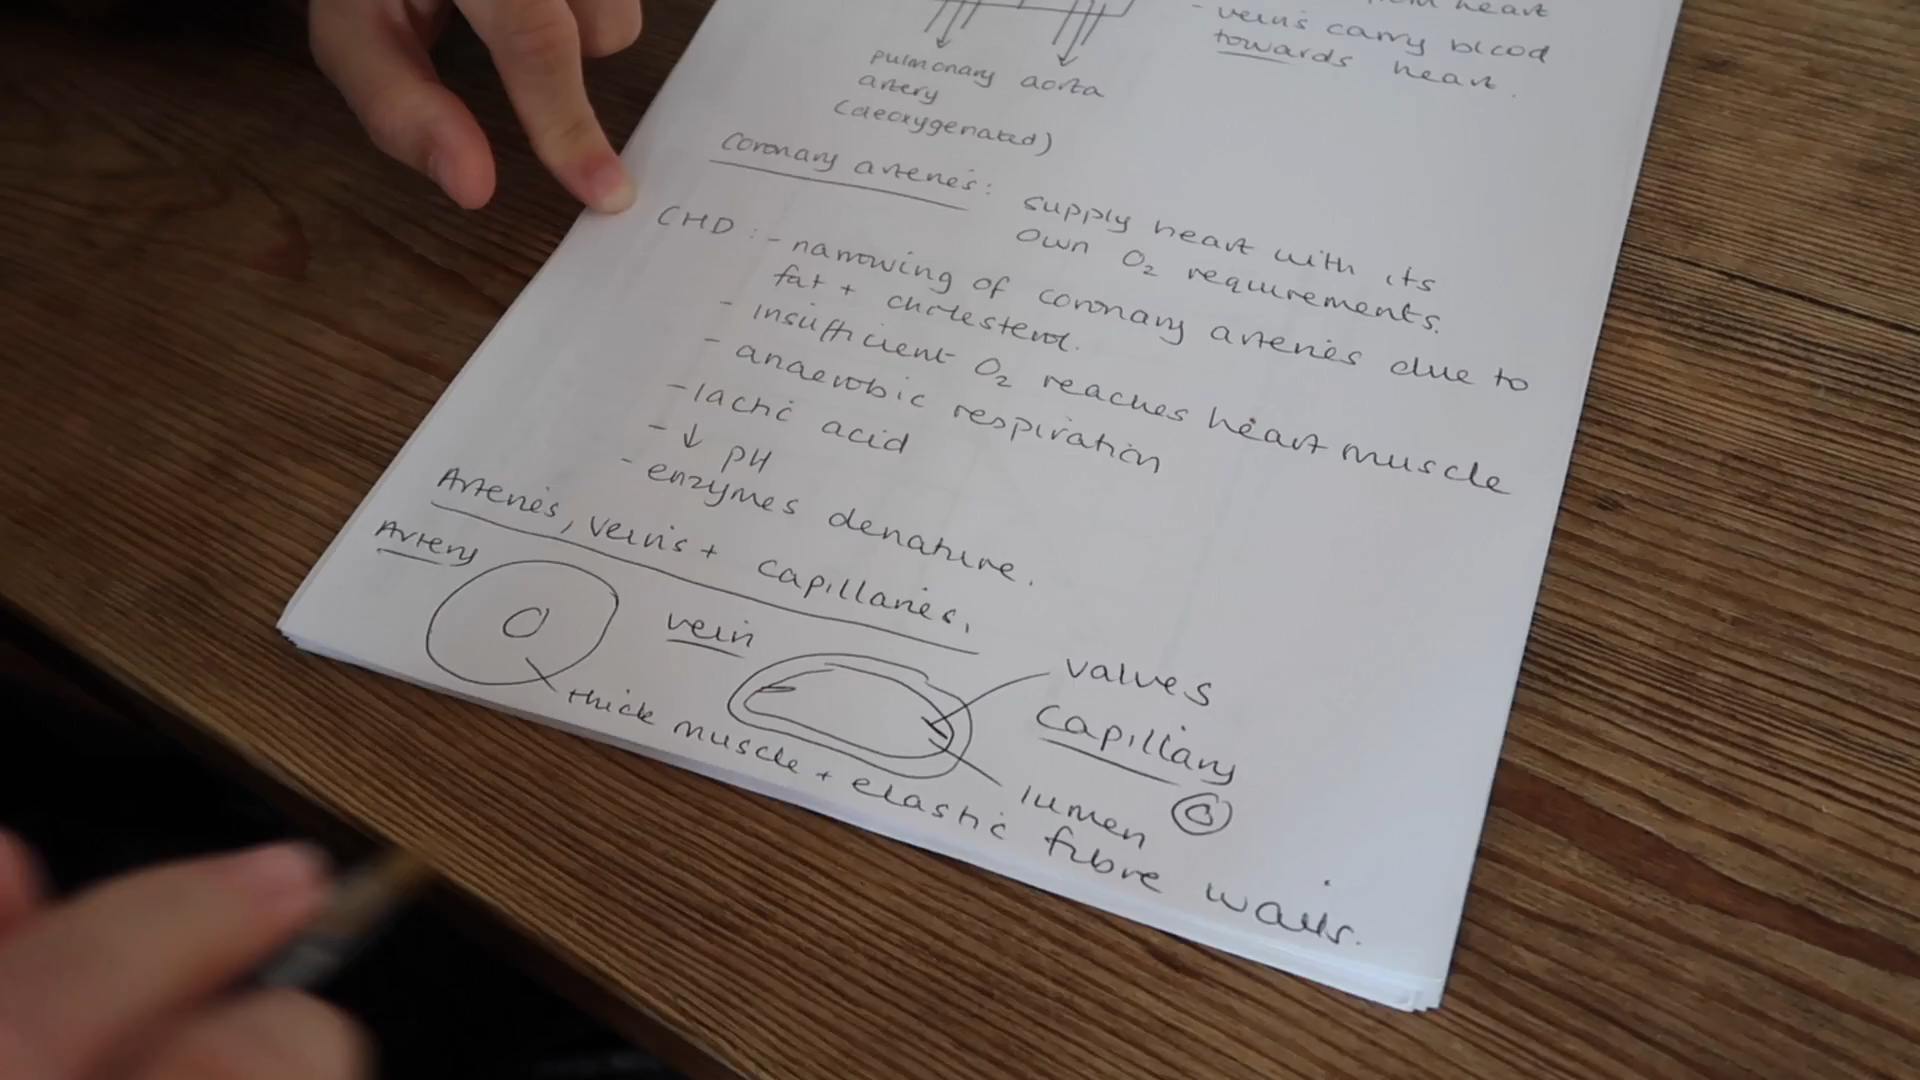 heart
- veins carry blood
towards heart.
pulmonary aorta
artery
(deoxygenated)
Coronary arteries: supply heart with its
own O₂ requirements.
CHD: - narrowing of coronary arteries due to
fat + cholesterol.
- insufficient O₂ reaches heart muscle
- anaerobic respiration
- lactic acid
- ↓ pH
- enzymes denature.
Arteries, veins + capillaries.
Artery
vein
valves
capillary
lumen
thick muscle + elastic fibre walls.